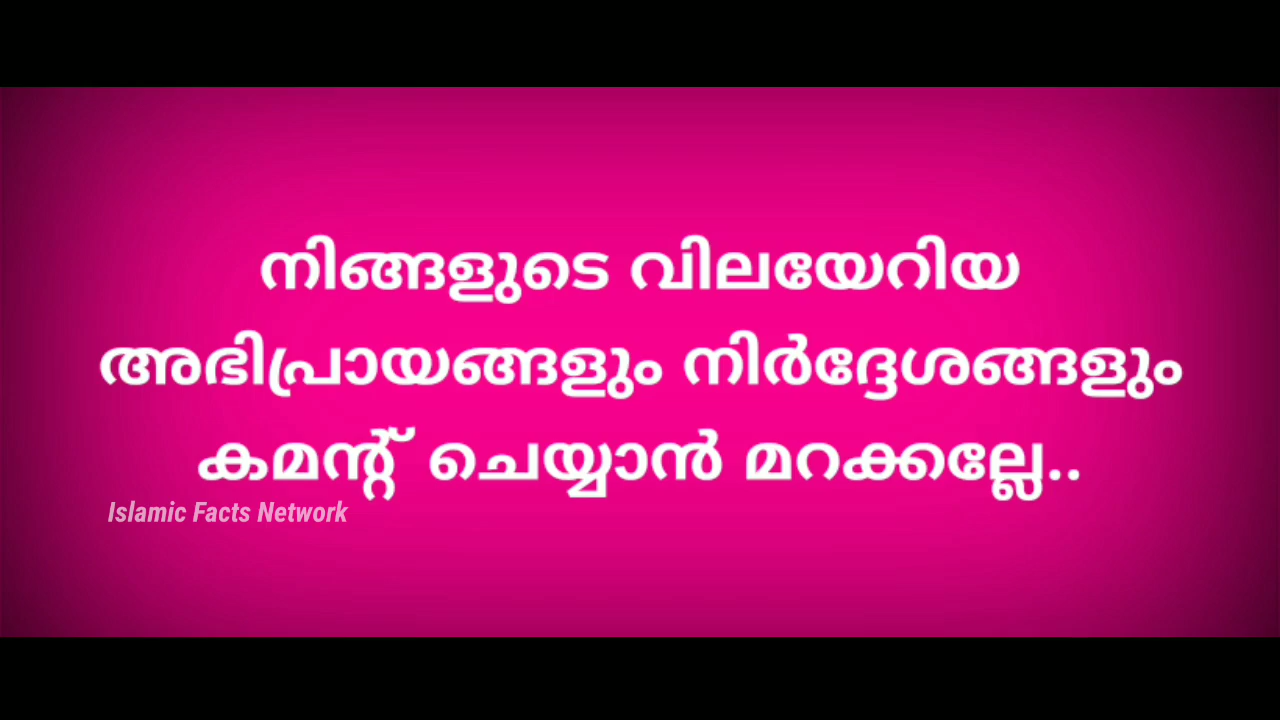 നിങ്ങളുടെ വിലയേറിയ
അഭിപ്രായങ്ങളും നിർദ്ദേശങ്ങളും
കമന്റ് ചെയ്യാൻ മറക്കല്ലേ..
Islamic Facts Network